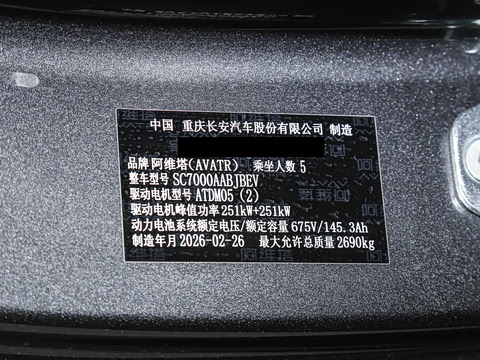 中国 重庆长安汽车股份有限公司 制造
品牌 阿维塔(AVATR) 乘坐人数 5
整车型号 SC7000AABJBEV
驱动电机型号 ATDM05（2）
驱动电机峰值功率 251kW+251kW
动力电池系统额定电压/额定容量 675V/145.3Ah
制造年月 2026-02-26 最大允许总质量 2690kg